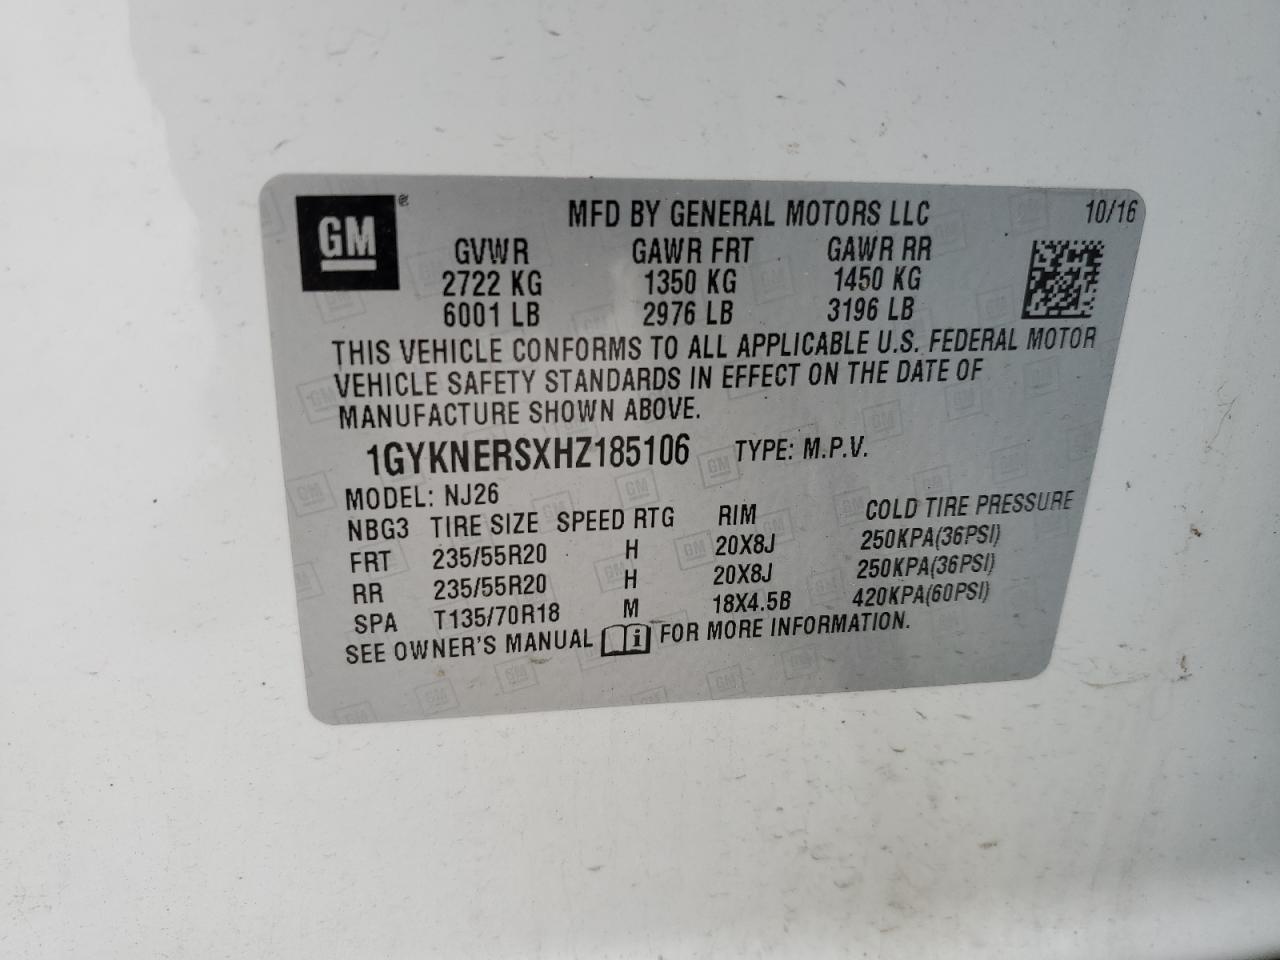 GM ®
MFD BY GENERAL MOTORS LLC 10/16
GVWR GAWR FRT GAWR RR
2722 KG 1350 KG 1450 KG
6001 LB 2976 LB 3196 LB
THIS VEHICLE CONFORMS TO ALL APPLICABLE U.S. FEDERAL MOTOR
VEHICLE SAFETY STANDARDS IN EFFECT ON THE DATE OF
MANUFACTURE SHOWN ABOVE.
1GYKNERSXHZ185106 TYPE: M.P.V.
MODEL: NJ26
NBG3 TIRE SIZE SPEED RTG RIM COLD TIRE PRESSURE
FRT 235/55R20 H 20X8J 250KPA(36PSI)
RR 235/55R20 H 20X8J 250KPA(36PSI)
SPA T135/70R18 M 18X4.5B 420KPA(60PSI)
SEE OWNER'S MANUAL i FOR MORE INFORMATION.